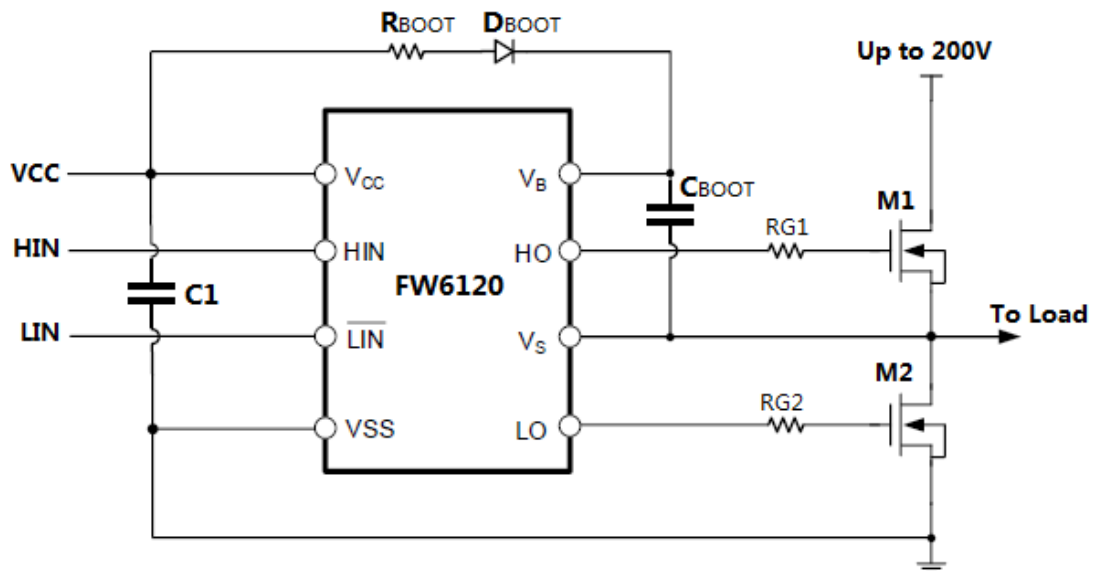 RBOOT DBOOT
Up to 200V
VCC
VCC VB
CBOOT
M1
HIN
HIN HO
RG1
FW6120
C1
To Load
LIN
LIN VS
M2
RG2
VSS LO